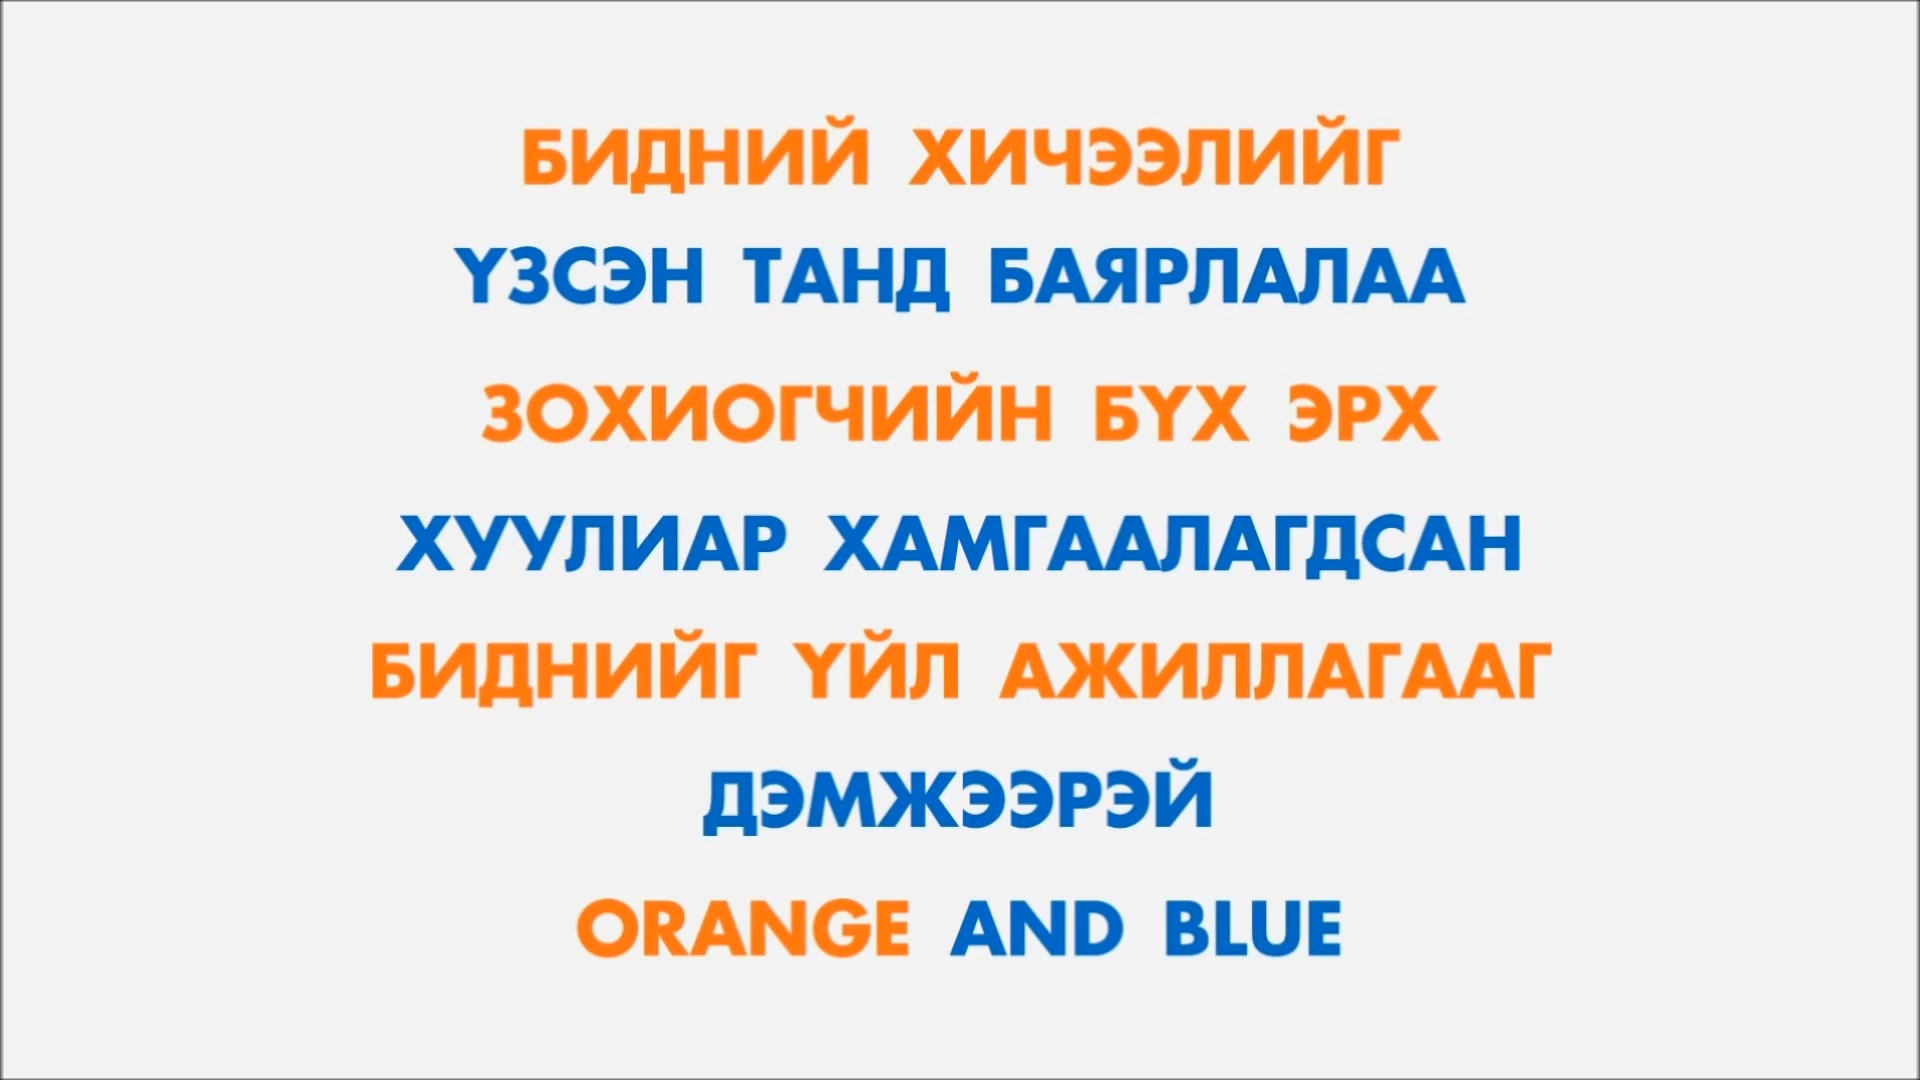 БИДНИЙ ХИЧЭЭЛИЙГ
ҮЗСЭН ТАНД БАЯРЛАЛАА
ЗОХИОГЧИЙН БҮХ ЭРХ
ХУУЛИАР ХАМГААЛАГДСАН
БИДНИЙГ ҮЙЛ АЖИЛЛАГААГ
ДЭМЖЭЭРЭЙ
ORANGE AND BLUE